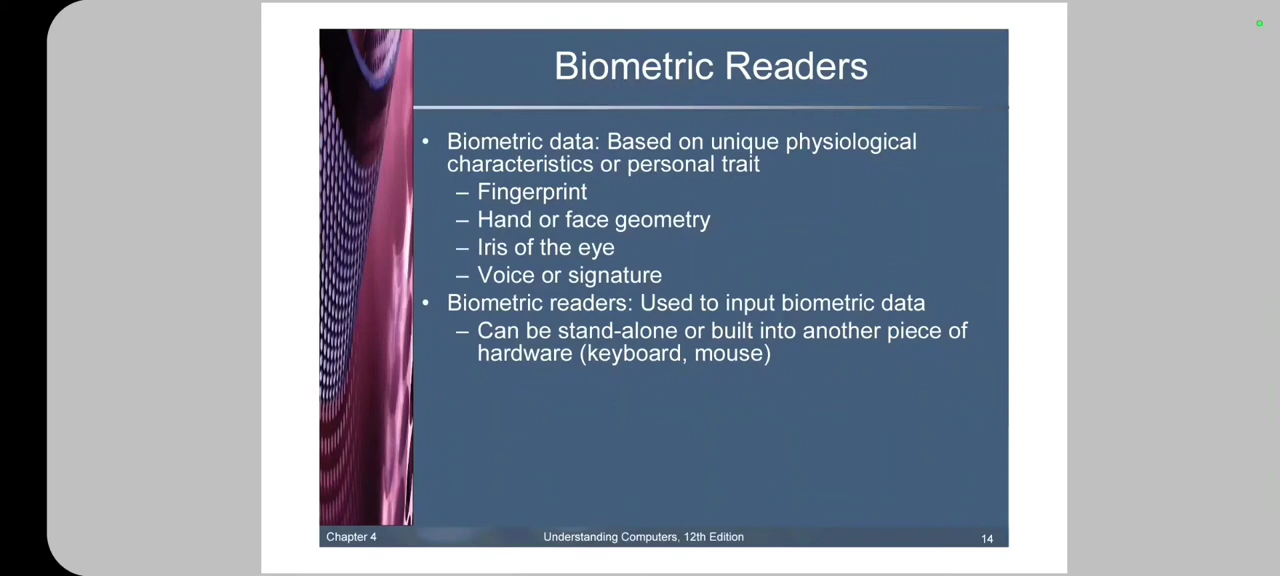 Biometric Readers
• Biometric data: Based on unique physiological
characteristics or personal trait
– Fingerprint
– Hand or face geometry
– Iris of the eye
– Voice or signature
• Biometric readers: Used to input biometric data
– Can be stand-alone or built into another piece of
hardware (keyboard, mouse)
Chapter 4 Understanding Computers, 12th Edition 14